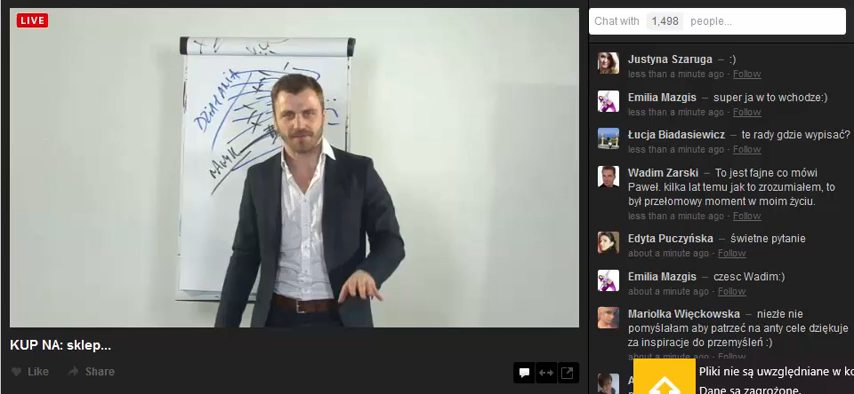 LIVE
Chat with 1,498 people...
DZIAŁANIA
Justyna Szaruga – :)
less than a minute ago · Follow
Emilia Mazgis – super ja w to wchodze:)
less than a minute ago · Follow
Łucja Biadasiewicz – te rady gdzie wypisać?
less than a minute ago · Follow
Wadim Zarski – To jest fajne co mówi
Paweł. kilka lat temu jak to zrozumiałem, to
był przełomowy moment w moim życiu.
less than a minute ago · Follow
Edyta Puczyńska – świetne pytanie
about a minute ago · Follow
Emilia Mazgis – czesc Wadim:)
about a minute ago · Follow
Mariolka Więckowska – niezłe nie
pomyślałam aby patrzeć na anty cele dziękuje
za inspiracje do przemyśleń :)
about a minute ago · Follow
A
Pliki nie są uwzględniane w ko
Dane są zagrożone.
KUP NA: sklep...
Like Share